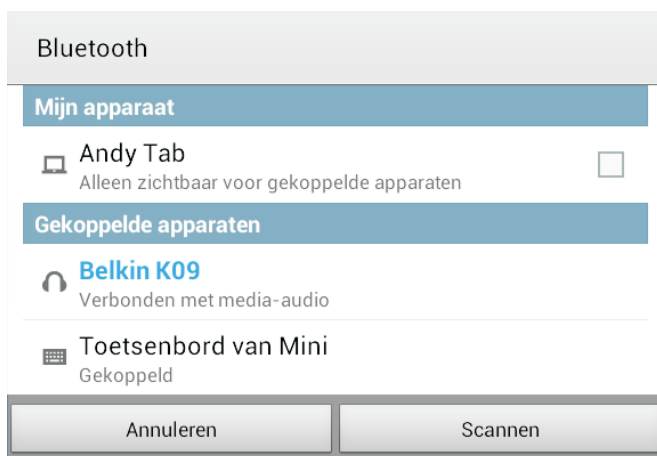 Bluetooth
Mijn apparaat
Andy Tab
Alleen zichtbaar voor gekoppelde apparaten
Gekoppelde apparaten
Belkin K09
Verbonden met media-audio
Toetsenbord van Mini
Gekoppeld
Annuleren
Scannen